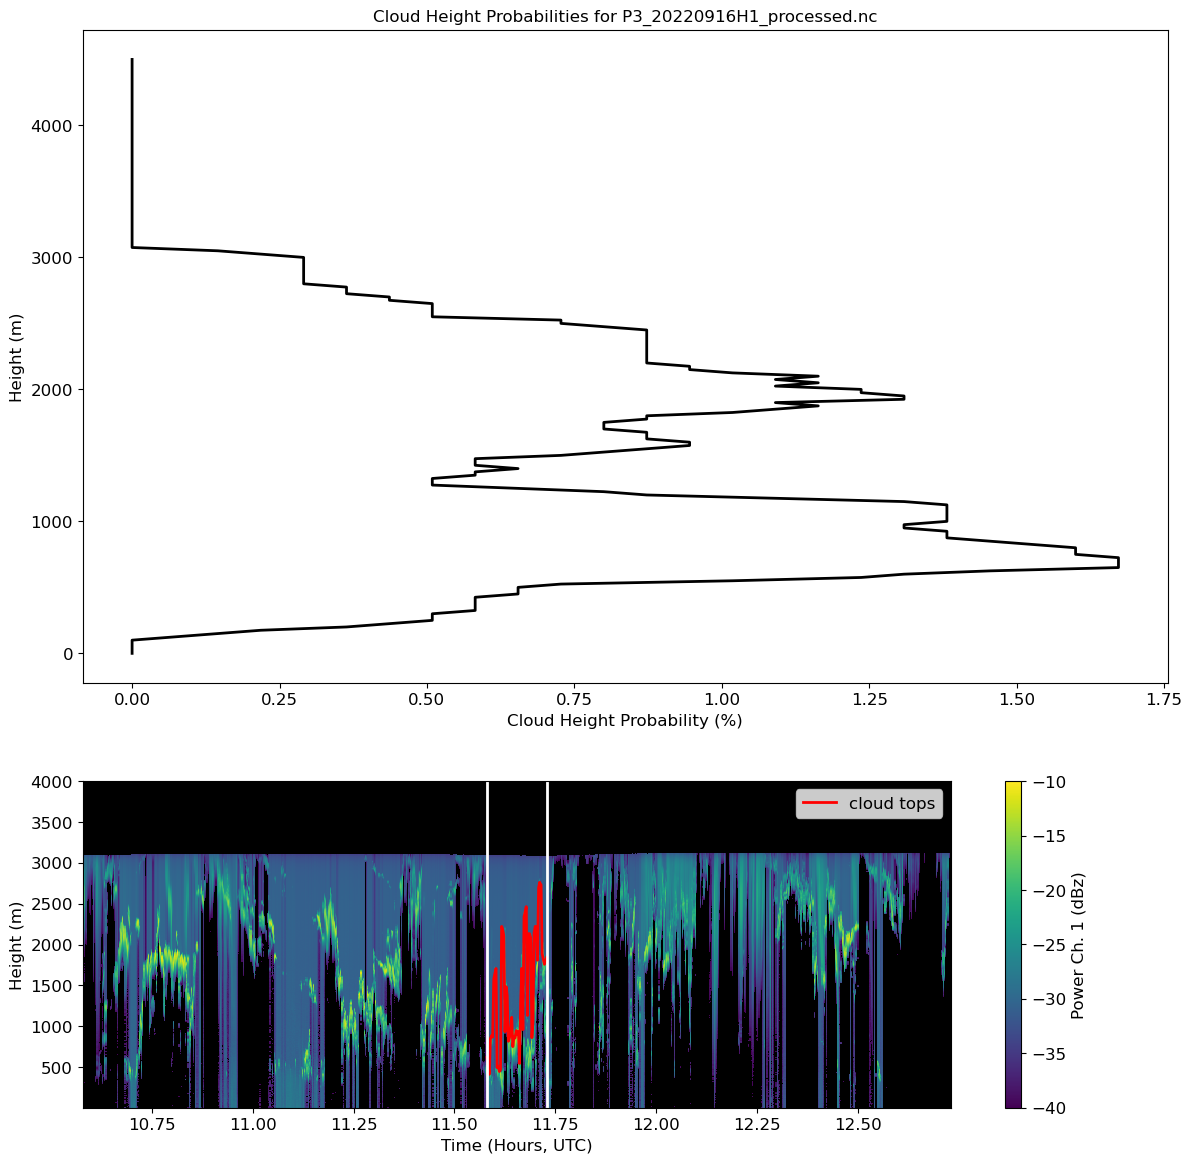 Cloud Height Probabilities for P3_20220916H1_processed.nc
4000
3000
2000
1000
0
Height (m)
0.00 0.25 0.50 0.75 1.00 1.25 1.50 1.75
Cloud Height Probability (%)
4000
3500
3000
2500
2000
1500
1000
500
Height (m)
cloud tops
10.75 11.00 11.25 11.50 11.75 12.00 12.25 12.50
Time (Hours, UTC)
−10
−15
−20
−25
−30
−35
−40
Power Ch. 1 (dBz)